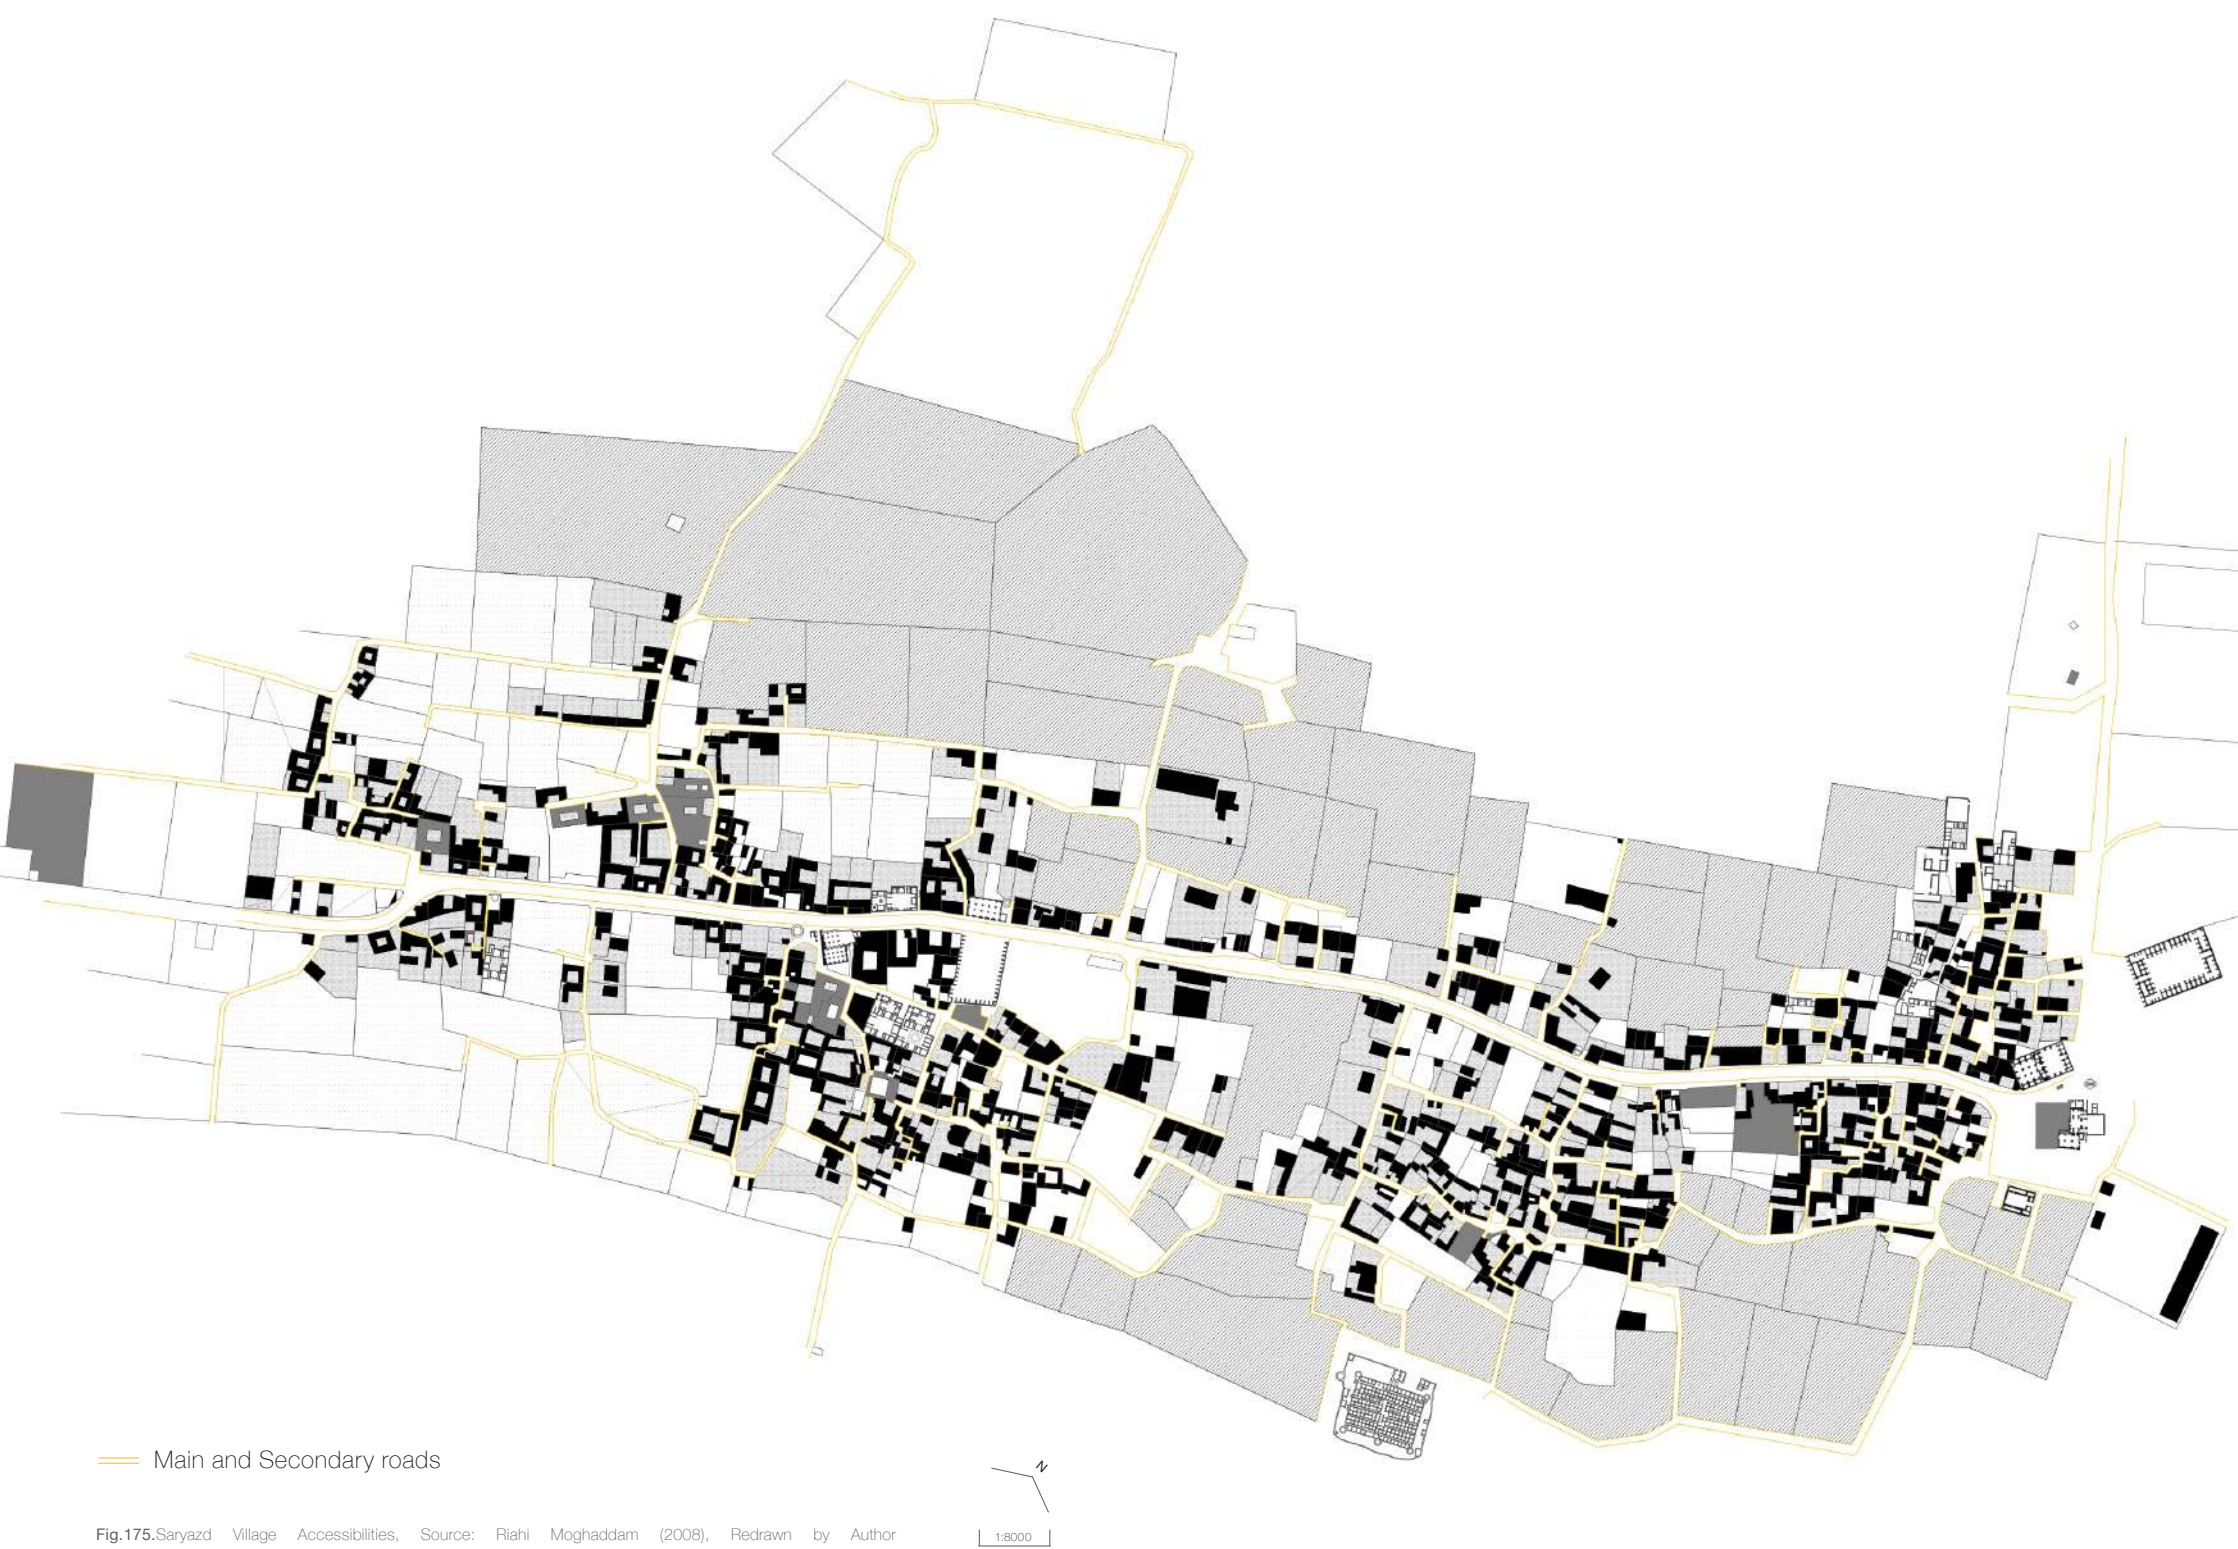 Main and Secondary roads
N
Fig.175.Saryazd Village Accessibilities, Source: Riahi Moghaddam (2008), Redrawn by Author
1:8000